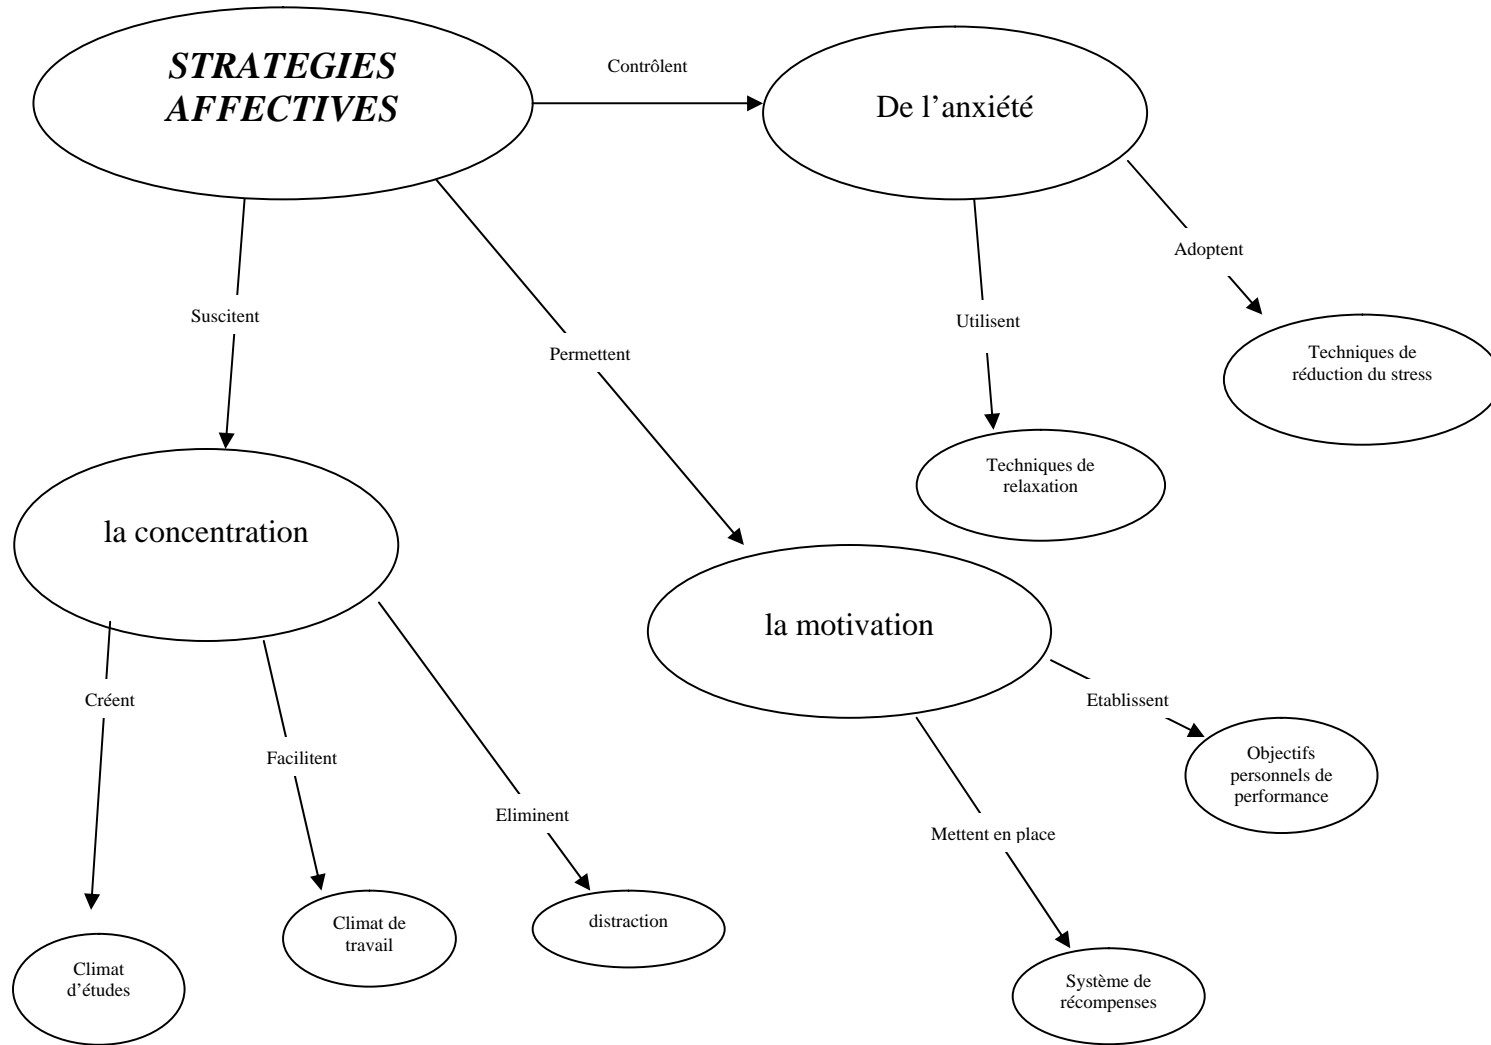 STRATEGIES
AFFECTIVES
Contrôlent
De l’anxiété
Adoptent
Suscitent
Utilisent
Permettent
Techniques de
réduction du stress
Techniques de
relaxation
la concentration
la motivation
Créent
Etablissent
Facilitent
Objectifs
personnels de
performance
Eliminent
Mettent en place
Climat de
travail
distraction
Climat
d’études
Système de
récompenses